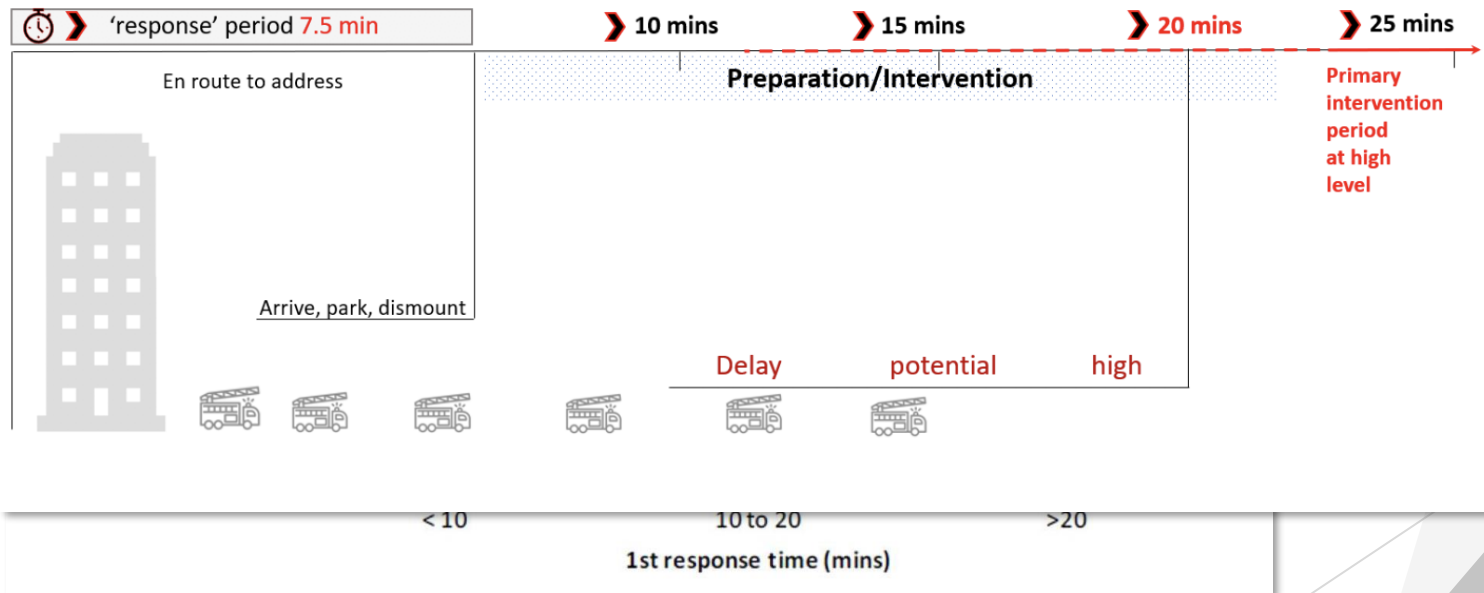 ‘response’ period 7.5 min
10 mins
15 mins
20 mins
25 mins
En route to address
Preparation/Intervention
Primary
intervention
period
at high
level
Arrive, park, dismount
Delay potential high
< 10
10 to 20
>20
1st response time (mins)